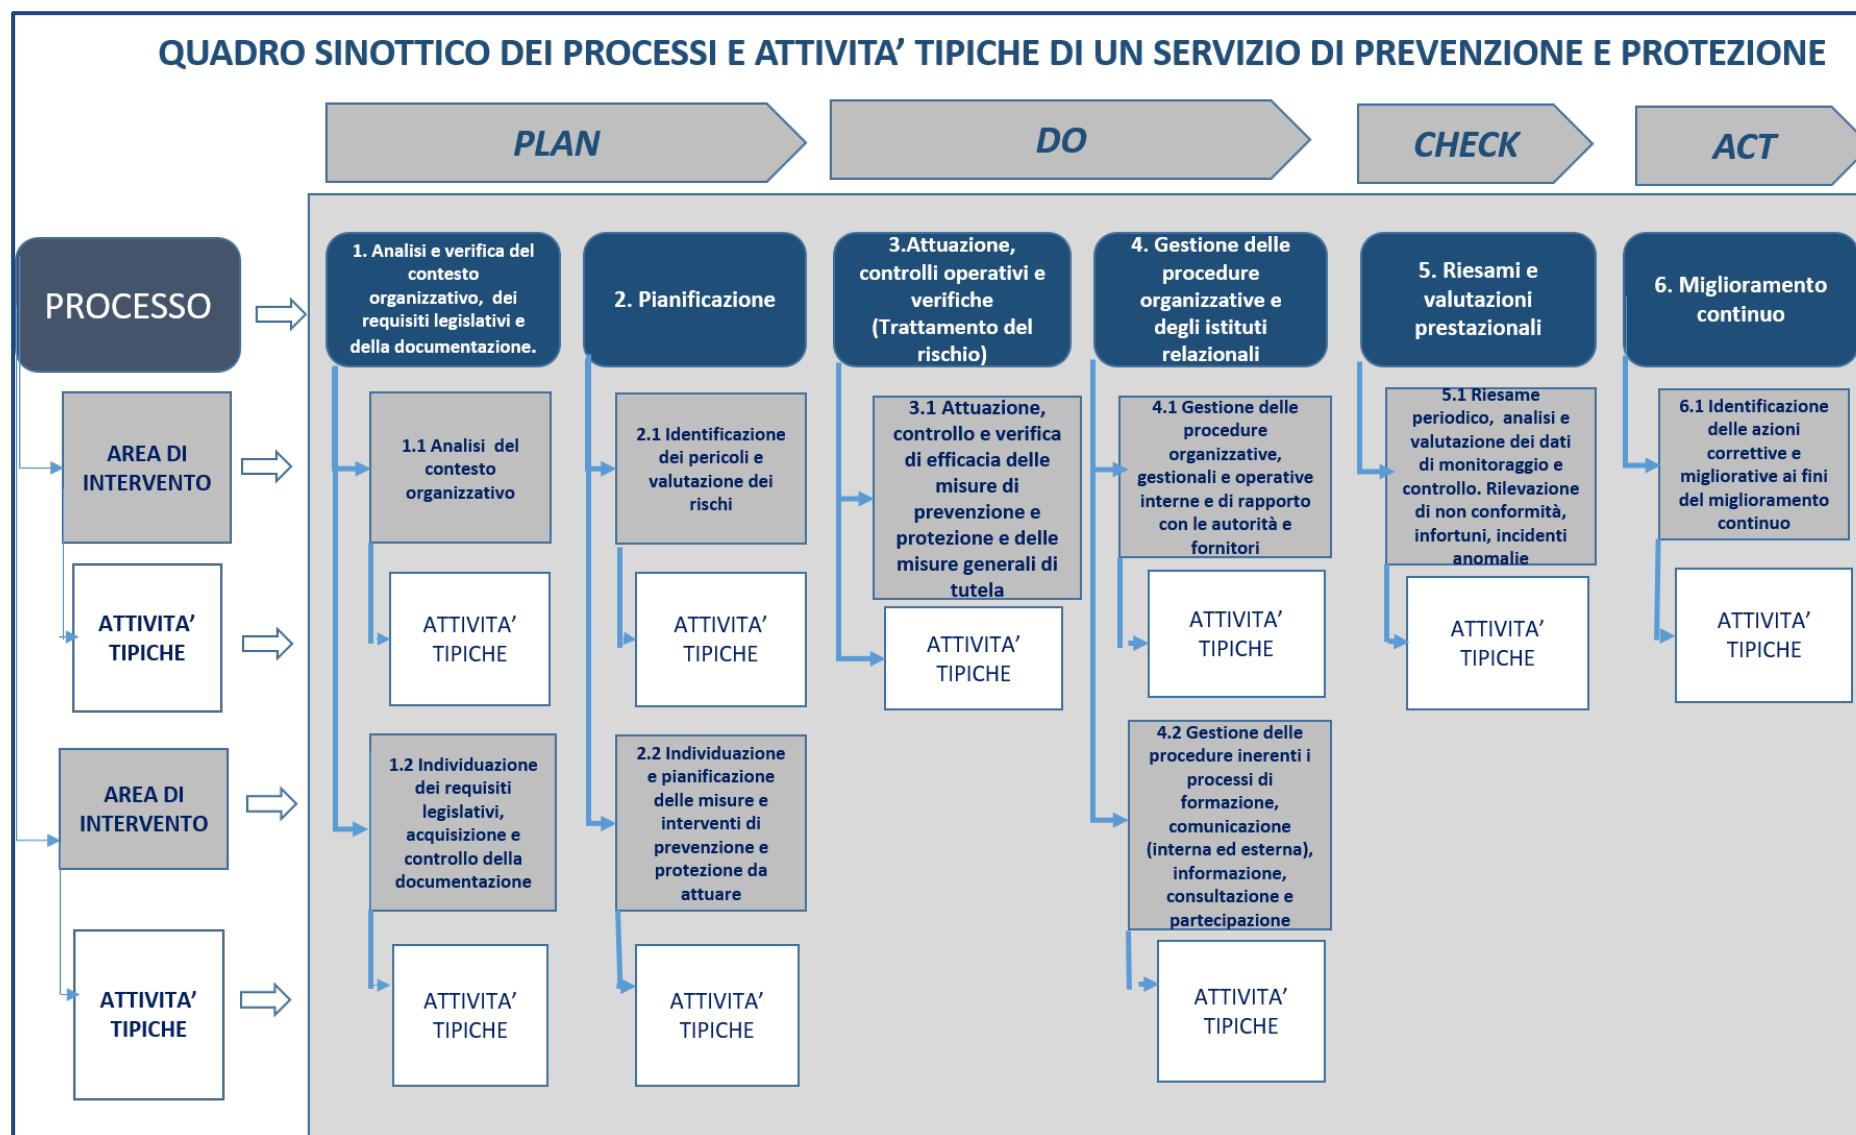 QUADRO SINOTTICO DEI PROCESSI E ATTIVITA’ TIPICHE DI UN SERVIZIO DI PREVENZIONE E PROTEZIONE
PLAN
DO
CHECK
ACT
PROCESSO
1. Analisi e verifica del
contesto
organizzativo, dei
requisiti legislativi e
della documentazione.
2. Pianificazione
3.Attuazione,
controlli operativi e
verifiche
(Trattamento del
rischio)
4. Gestione delle
procedure
organizzative e
degli istituti
relazionali
5. Riesami e
valutazioni
prestazionali
6. Miglioramento
continuo
AREA DI
INTERVENTO
1.1 Analisi del
contesto
organizzativo
2.1 Identificazione
dei pericoli e
valutazione dei
rischi
3.1 Attuazione,
controllo e verifica
di efficacia delle
misure di
prevenzione e
protezione e delle
misure generali di
tutela
4.1 Gestione delle
procedure
organizzative,
gestionali e operative
interne e di rapporto
con le autorità e
fornitori
5.1 Riesame
periodico, analisi e
valutazione dei dati
di monitoraggio e
controllo. Rilevazione
di non conformità,
infortuni, incidenti
anomalie
6.1 Identificazione
delle azioni
correttive e
migliorative ai fini
del miglioramento
continuo
ATTIVITA’
TIPICHE
ATTIVITA’
TIPICHE
ATTIVITA’
TIPICHE
ATTIVITA’
TIPICHE
ATTIVITA’
TIPICHE
ATTIVITA’
TIPICHE
ATTIVITA’
TIPICHE
AREA DI
INTERVENTO
1.2 Individuazione
dei requisiti
legislativi,
acquisizione e
controllo della
documentazione
2.2 Individuazione
e pianificazione
delle misure e
interventi di
prevenzione e
protezione da
attuare
4.2 Gestione delle
procedure inerenti i
processi di
formazione,
comunicazione
(interna ed esterna),
informazione,
consultazione e
partecipazione
ATTIVITA’
TIPICHE
ATTIVITA’
TIPICHE
ATTIVITA’
TIPICHE
ATTIVITA’
TIPICHE